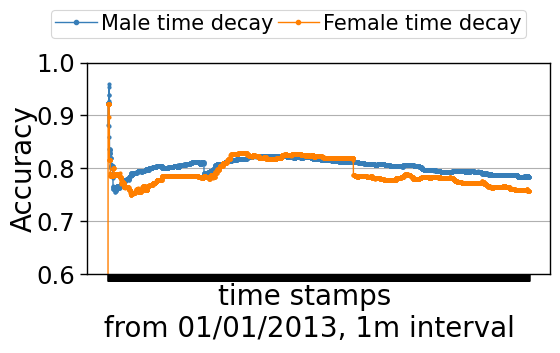 Male time decay Female time decay
1.0
0.9
0.8
0.7
0.6
Accuracy
time stamps
from 01/01/2013, 1m interval